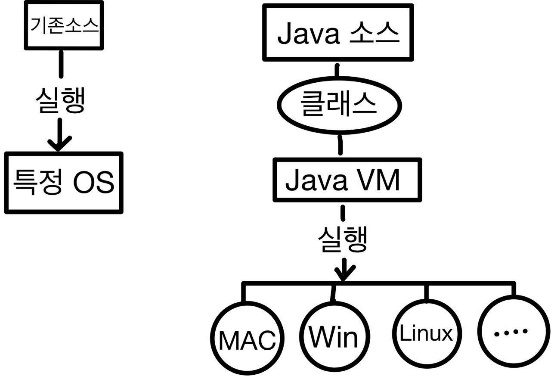 기존소스
실행
특정 OS
Java 소스
클래스
Java VM
실행
MAC
Win
Linux
....